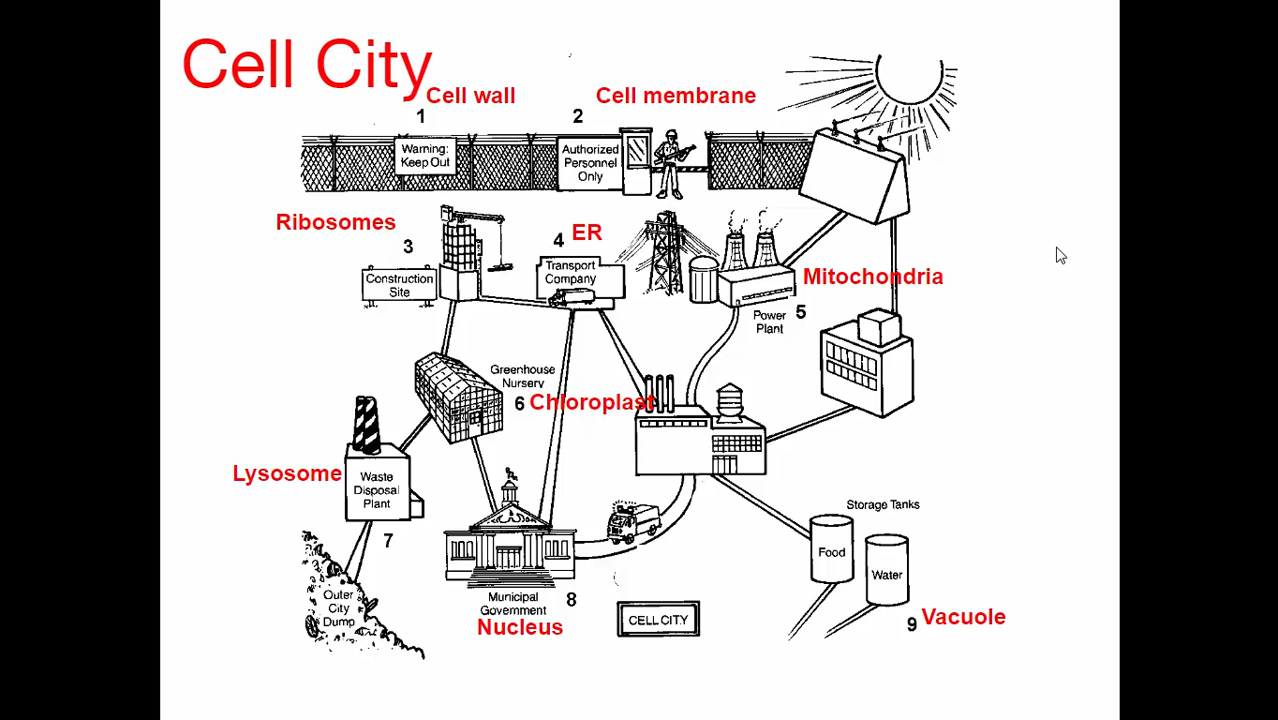 Cell City
Cell wall
Cell membrane
1
2
Warning:
Keep Out
Authorized
Personnel
Only
Ribosomes
ER
3
4
Transport
Company
Construction
Site
Mitochondria
Power
Plant
5
Greenhouse
Nursery
6
Chloroplast
Lysosome
Waste
Disposal
Plant
7
Storage Tanks
Food
Water
Outer
City
Dump
Municipal
Government
8
Nucleus
CELL CITY
9
Vacuole